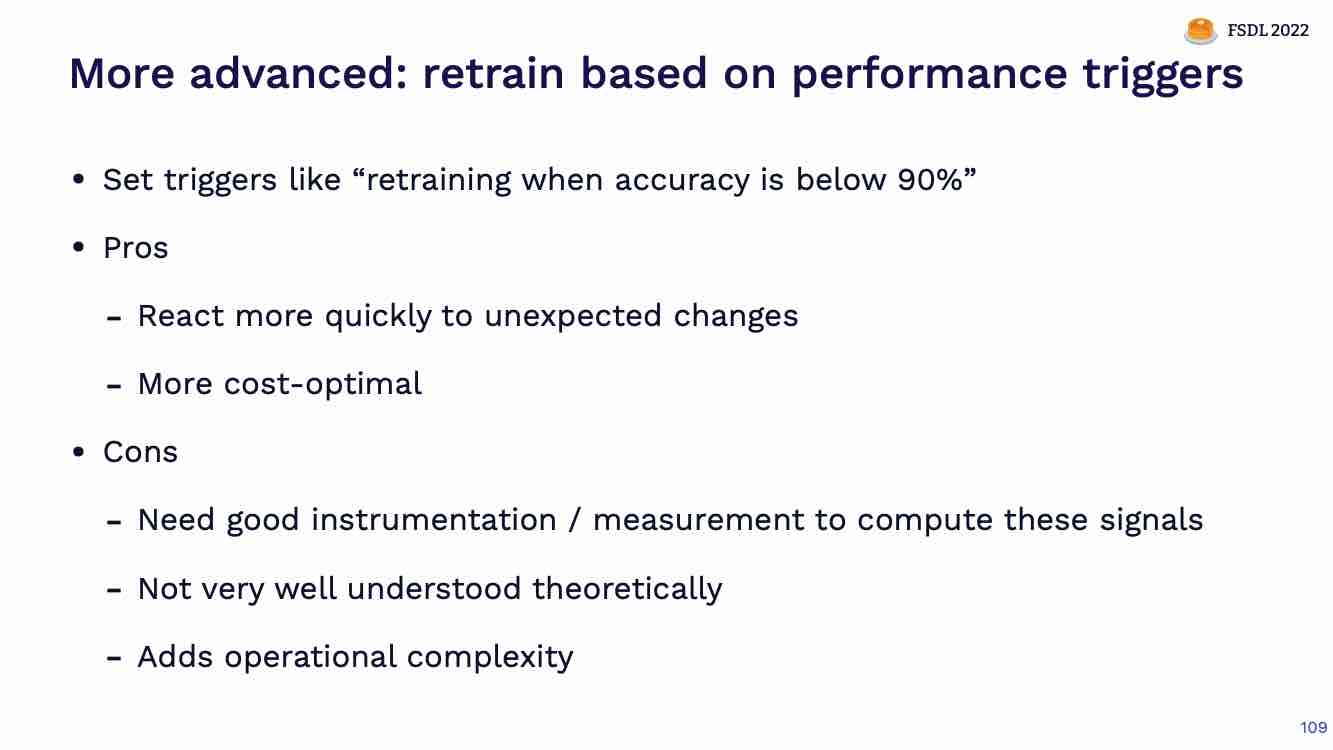 FSDL 2022
More advanced: retrain based on performance triggers
• Set triggers like “retraining when accuracy is below 90%”
• Pros
– React more quickly to unexpected changes
– More cost-optimal
• Cons
– Need good instrumentation / measurement to compute these signals
– Not very well understood theoretically
– Adds operational complexity
109